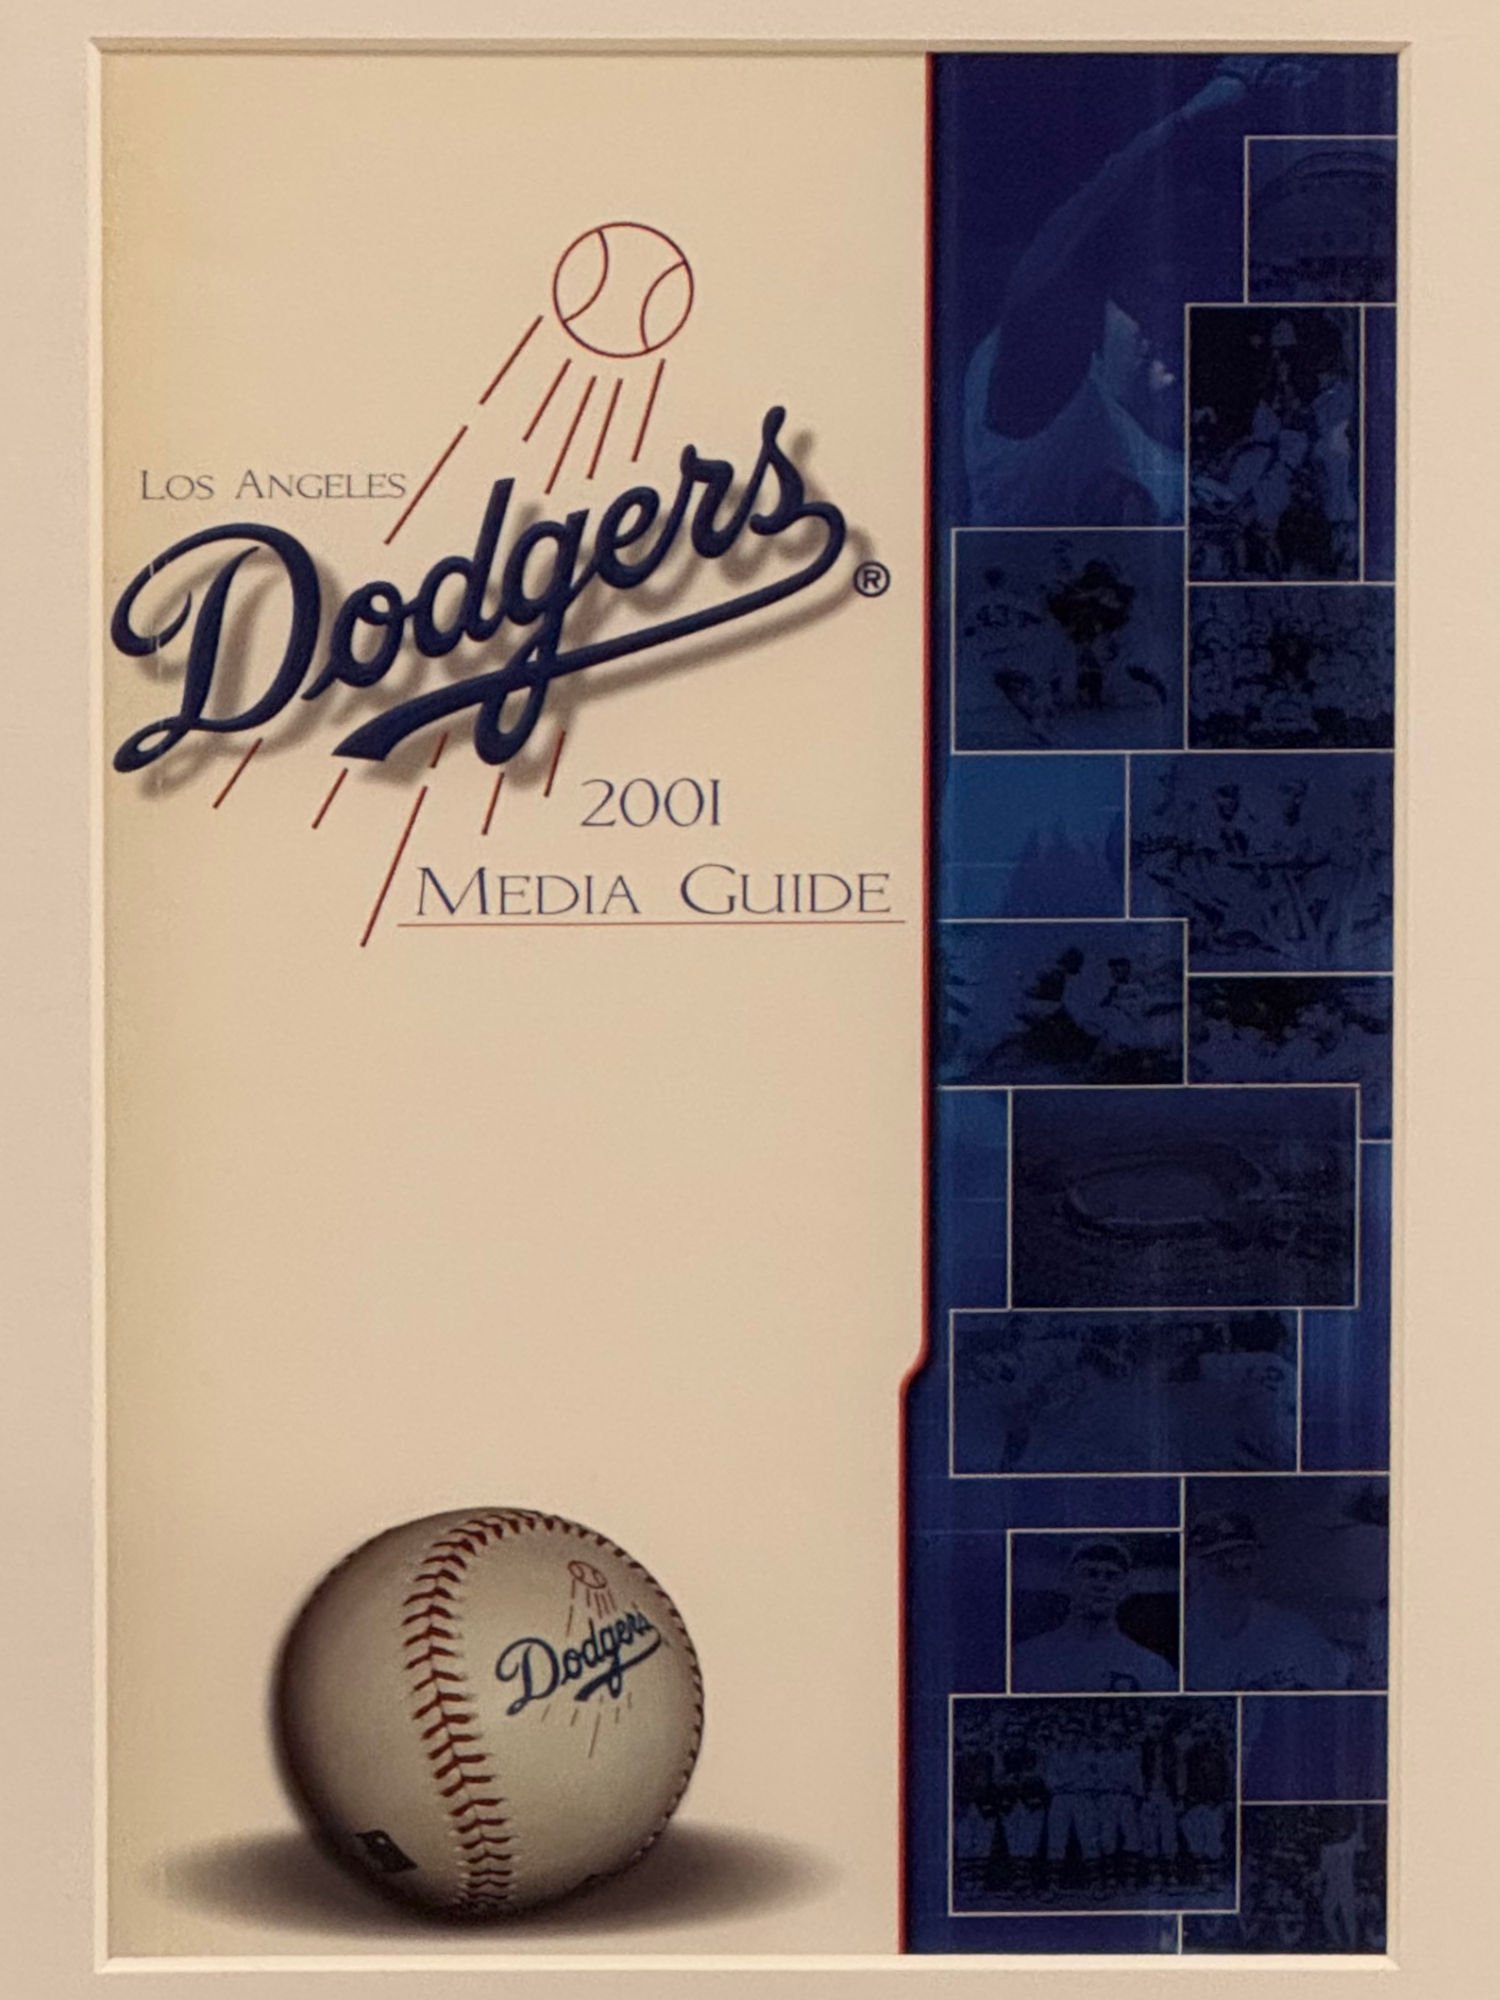 Los Angeles
Dodgers®
2001
Media Guide
Dodgers